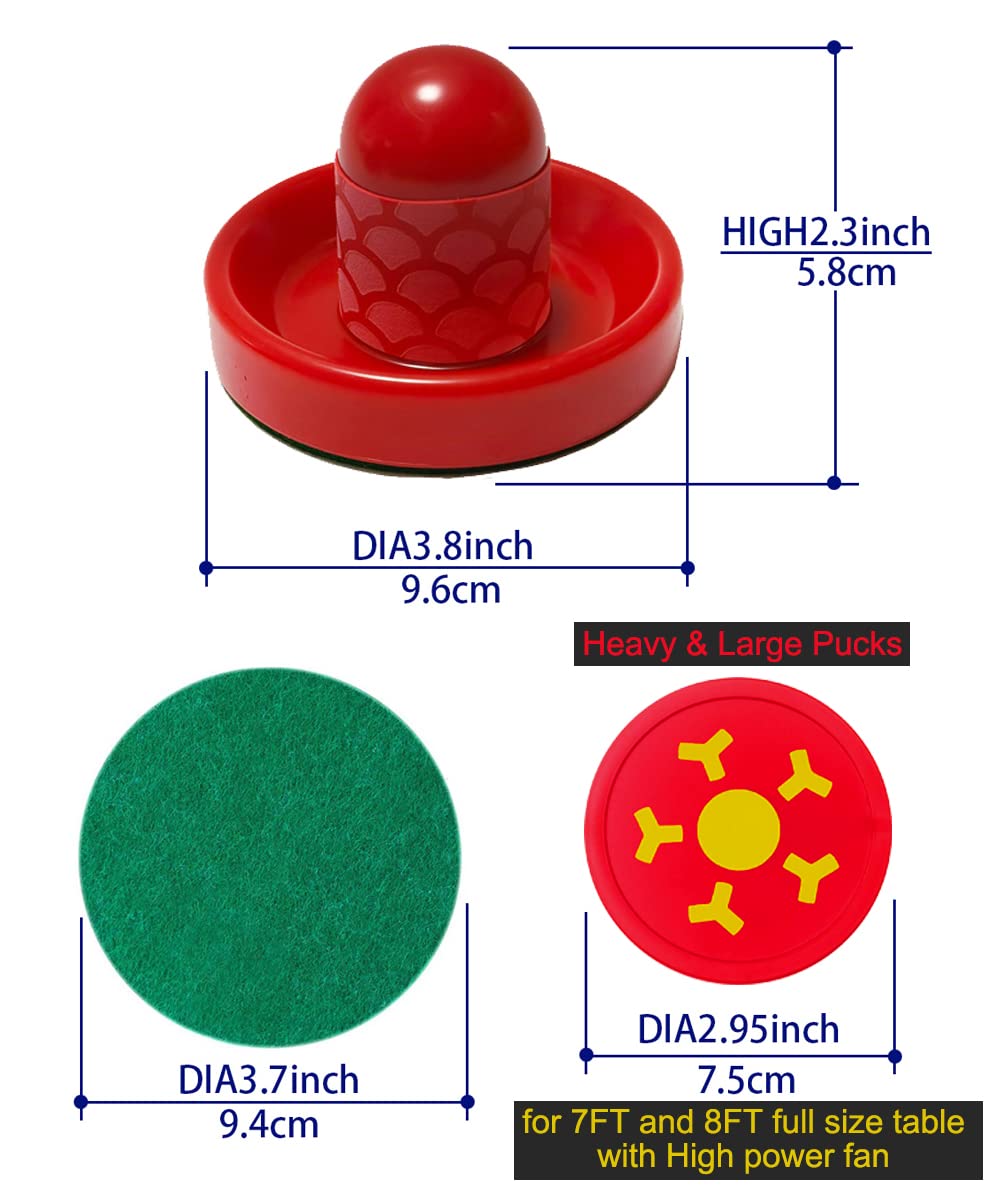 HIGH2.3inch
5.8cm
DIA3.8inch
9.6cm
Heavy & Large Pucks
DIA3.7inch
9.4cm
DIA2.95inch
7.5cm
for 7FT and 8FT full size table
with High power fan